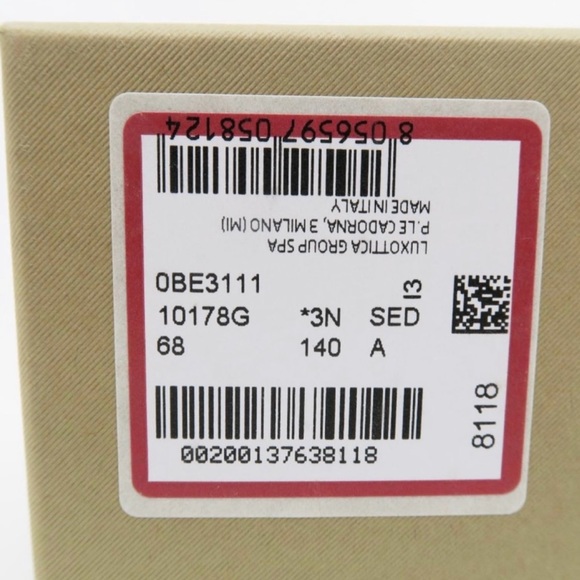 8 056597 058124
LUXOTTICA GROUP SPA
P.LE CADORNA, 3 MILANO (MI)
MADE IN ITALY
0BE3111 I3
10178G *3N SED
68 140 A
8118
00200137638118